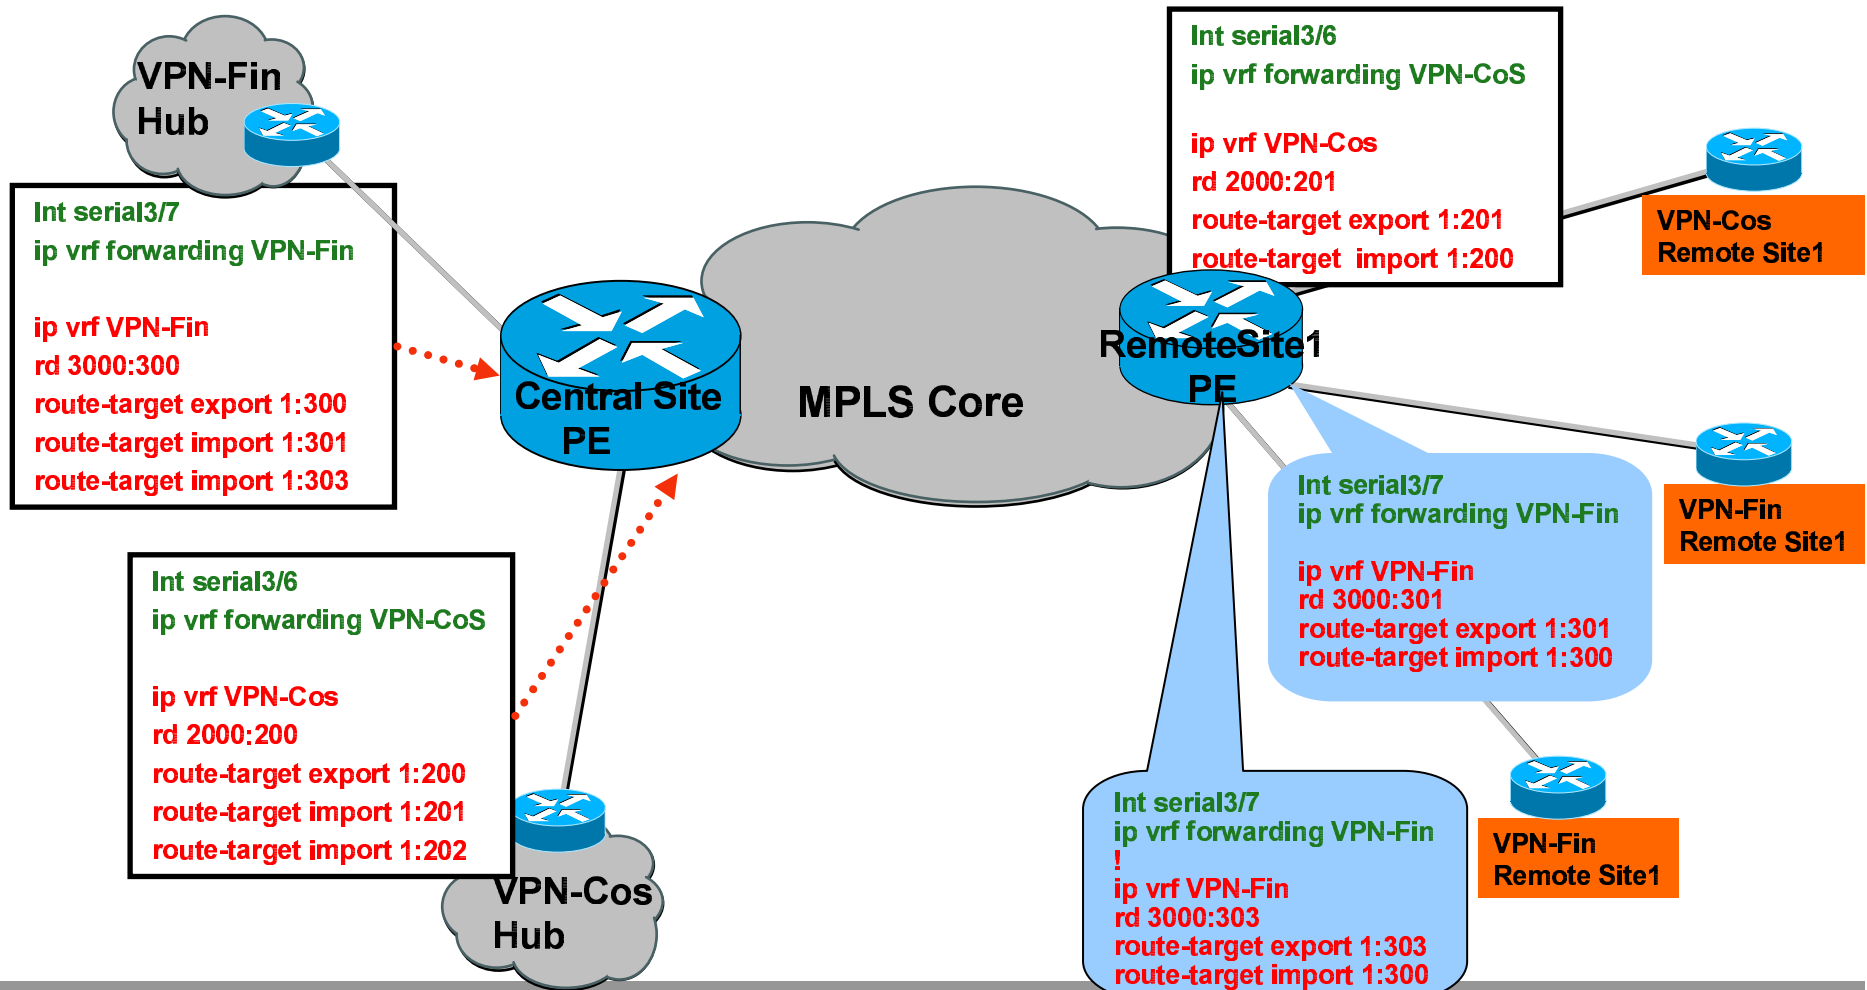 VPN-Fin
Hub
Int serial3/7
ip vrf forwarding VPN-Fin
ip vrf VPN-Fin
rd 3000:300
route-target export 1:300
route-target import 1:301
route-target import 1:303
Int serial3/6
ip vrf forwarding VPN-CoS
ip vrf VPN-Cos
rd 2000:200
route-target export 1:200
route-target import 1:201
route-target import 1:202
VPN-Cos
Hub
Central Site
PE
MPLS Core
Int serial3/6
ip vrf forwarding VPN-CoS
ip vrf VPN-Cos
rd 2000:201
route-target export 1:201
route-target  import 1:200
RemoteSite1
PE
VPN-Cos
Remote Site1
Int serial3/7
ip vrf forwarding VPN-Fin
ip vrf VPN-Fin
rd 3000:301
route-target export 1:301
route-target import 1:300
VPN-Fin
Remote Site1
Int serial3/7
ip vrf forwarding VPN-Fin
!
ip vrf VPN-Fin
rd 3000:303
route-target export 1:303
route-target import 1:300
VPN-Fin
Remote Site1